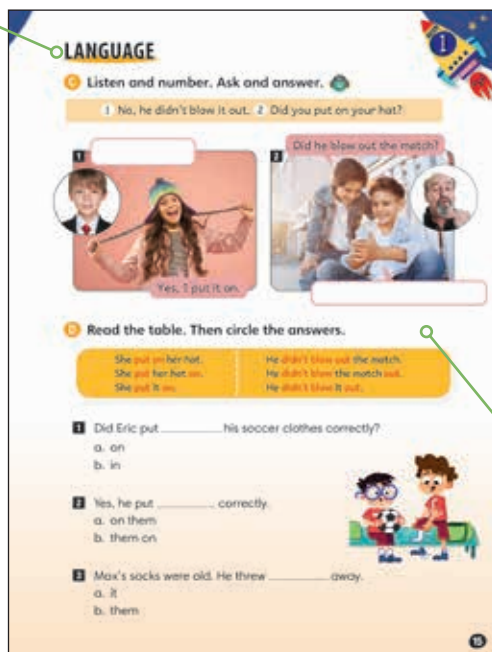 1
LANGUAGE
C Listen and number. Ask and answer.
1 No, he didn't blow it out. 2 Did you put on your hat?
1
Yes, I put it on.
2
Did he blow out the match?
D Read the table. Then circle the answers.
She put on her hat.
She put her hat on.
She put it on.
He didn't blow out the match.
He didn't blow the match out.
He didn't blow it out.
1 Did Eric put ________ his soccer clothes correctly?
a. on
b. in
2 Yes, he put ________ correctly.
a. on them
b. them on
3 Max's socks were old. He threw ________ away.
a. it
b. them
15